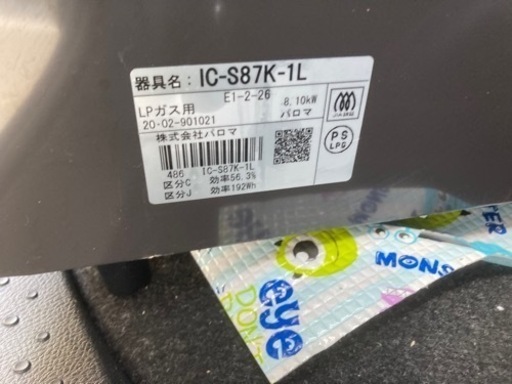 器具名： IC-S87K-1L
E1-2-26
LPガス用 8.10kW
20-02-901021 パロマ
株式会社パロマ
486 IC-S87K-1L
区分C 効率56.3%
区分J 効率192Wh
PS
LPG
MONS
TER
eye
DON'T